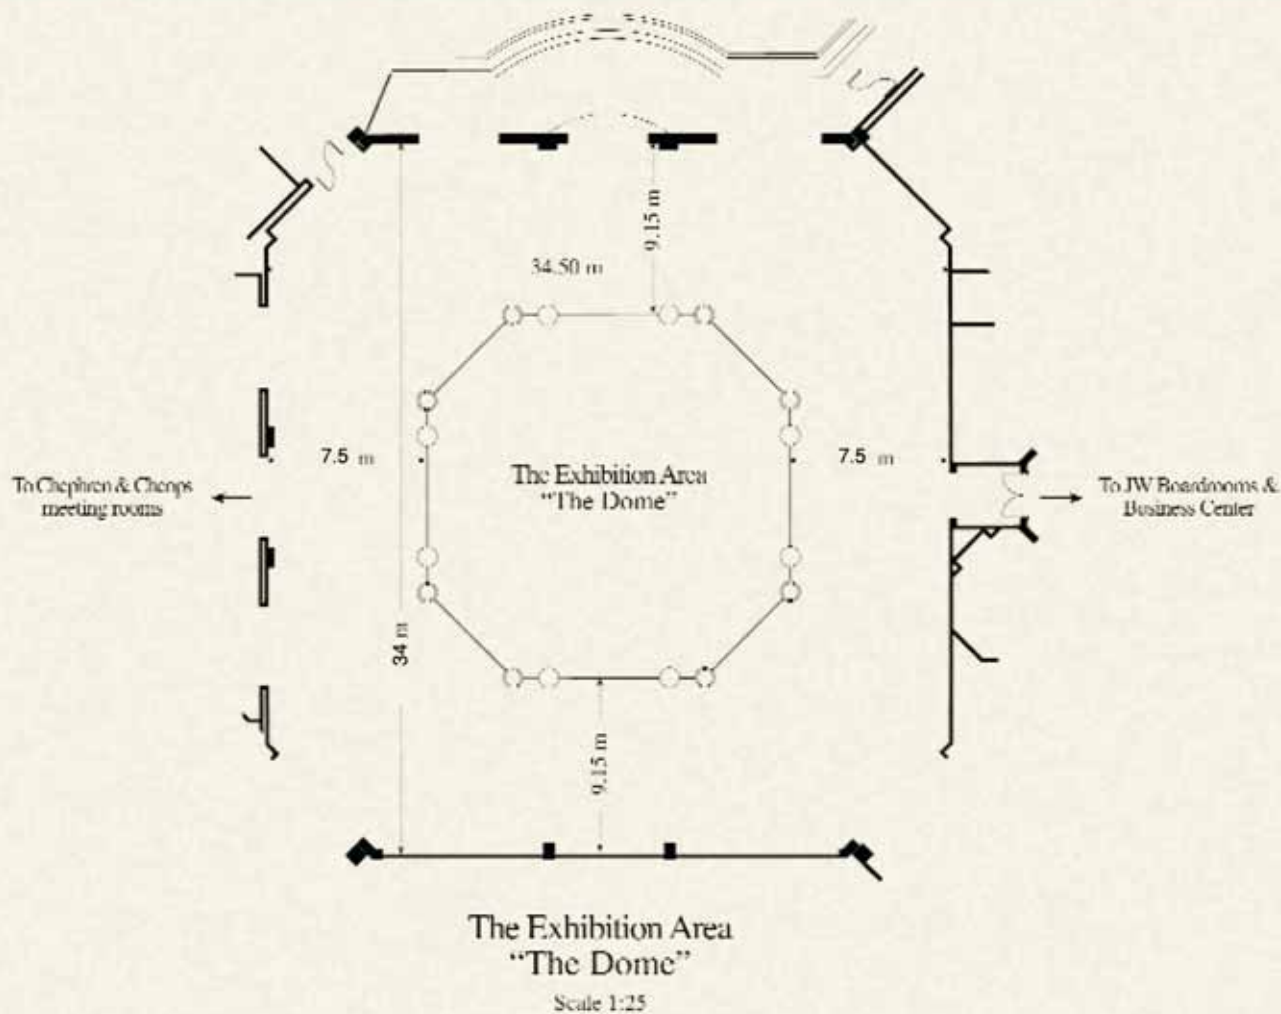 9.15 m
34.50 m
7.5 m
The Exhibition Area
“The Dome”
7.5 m
To Chephren & Cheops
meeting rooms
To JW Boardrooms &
Business Center
34 m
9.15 m
The Exhibition Area
“The Dome”
Scale 1:25